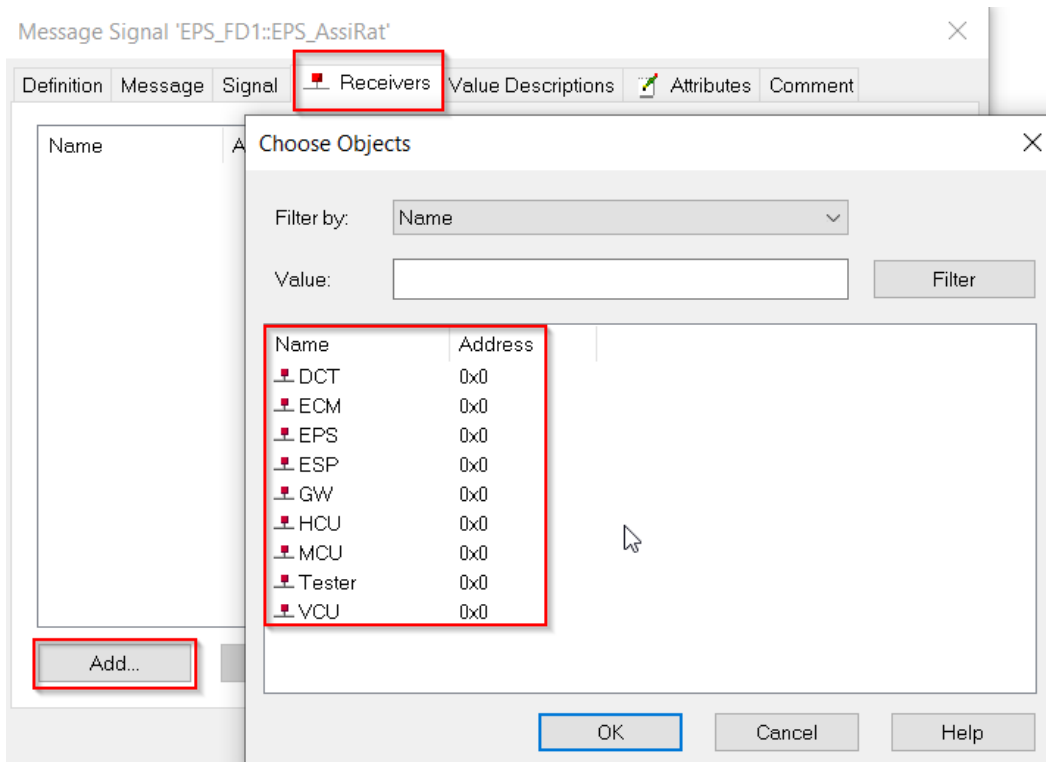 Message Signal 'EPS_FD1::EPS_AssiRat'
Definition Message Signal Receivers Value Descriptions Attributes Comment
Name A
Choose Objects
Filter by: Name
Value: Filter
Name Address
DCT 0x0
ECM 0x0
EPS 0x0
ESP 0x0
GW 0x0
HCU 0x0
MCU 0x0
Tester 0x0
VCU 0x0
Add...
OK Cancel Help